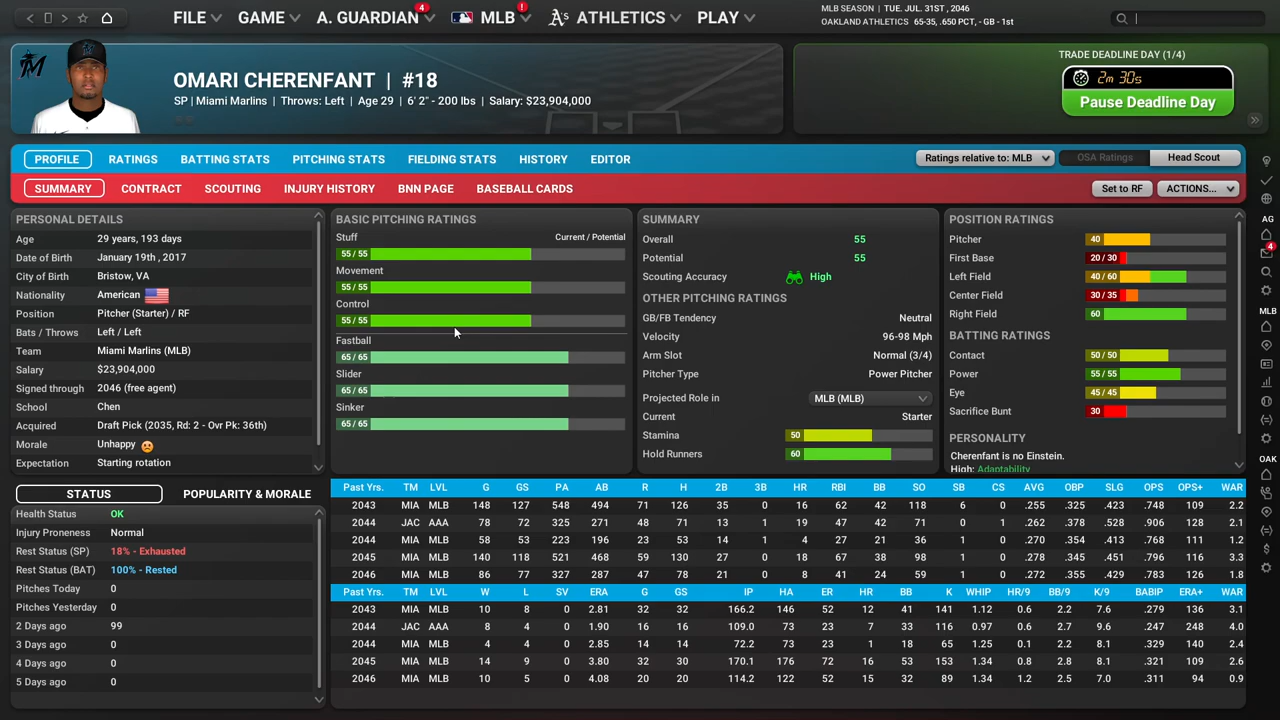 FILE GAME A. GUARDIAN 4 MLB ! A's ATHLETICS PLAY
MLB SEASON | TUE. JUL. 31ST , 2046
OAKLAND ATHLETICS 65-35, .650 PCT, - GB - 1st
OMARI CHERENFANT | #18
SP | Miami Marlins | Throws: Left | Age 29 | 6' 2" - 200 lbs | Salary: $23,904,000
TRADE DEADLINE DAY (1/4)
2m 30s
Pause Deadline Day
PROFILE RATINGS BATTING STATS PITCHING STATS FIELDING STATS HISTORY EDITOR
Ratings relative to: MLB OSA Ratings Head Scout
SUMMARY CONTRACT SCOUTING INJURY HISTORY BNN PAGE BASEBALL CARDS
Set to RF ACTIONS...
PERSONAL DETAILS
Age 29 years, 193 days
Date of Birth January 19th , 2017
City of Birth Bristow, VA
Nationality American
Position Pitcher (Starter) / RF
Bats / Throws Left / Left
Team Miami Marlins (MLB)
Salary $23,904,000
Signed through 2046 (free agent)
School Chen
Acquired Draft Pick (2035, Rd: 2 - Ovr Pk: 36th)
Morale Unhappy
Expectation Starting rotation
BASIC PITCHING RATINGS
Stuff Current / Potential
55 / 55
Movement
55 / 55
Control
55 / 55
Fastball
65 / 65
Slider
65 / 65
Sinker
65 / 65
SUMMARY
Overall 55
Potential 55
Scouting Accuracy High
OTHER PITCHING RATINGS
GB/FB Tendency Neutral
Velocity 96-98 Mph
Arm Slot Normal (3/4)
Pitcher Type Power Pitcher
Projected Role in MLB (MLB)
Current Starter
Stamina 50
Hold Runners 60
POSITION RATINGS
Pitcher 40
First Base 20 / 30
Left Field 40 / 60
Center Field 30 / 35
Right Field 60
BATTING RATINGS
Contact 50 / 50
Power 55 / 55
Eye 45 / 45
Sacrifice Bunt 30
PERSONALITY
Cherenfant is no Einstein.
High: Adaptability
STATUS POPULARITY & MORALE
Health Status OK
Injury Proneness Normal
Rest Status (SP) 18% - Exhausted
Rest Status (BAT) 100% - Rested
Pitches Today 0
Pitches Yesterday 0
2 Days ago 99
3 Days ago 0
4 Days ago 0
5 Days ago 0
Past Yrs. TM LVL G GS PA AB R H 2B 3B HR RBI BB SO SB CS AVG OBP SLG OPS OPS+ WAR
2043 MIA MLB 148 127 548 494 71 126 35 0 16 62 42 118 6 0 .255 .325 .423 .748 109 2.2
2044 JAC AAA 78 72 325 271 48 71 13 1 19 47 42 71 0 1 .262 .378 .528 .906 128 2.1
2044 MIA MLB 58 53 223 196 23 53 14 1 4 27 21 36 1 0 .270 .354 .413 .768 111 1.2
2045 MIA MLB 140 118 521 468 59 130 27 0 18 67 38 98 1 0 .278 .345 .451 .796 116 3.3
2046 MIA MLB 86 77 327 287 47 78 21 0 8 41 24 59 1 0 .272 .355 .429 .783 126 1.8
Past Yrs. TM LVL W L SV ERA G GS IP HA ER HR BB K WHIP HR/9 BB/9 K/9 BABIP ERA+ WAR
2043 MIA MLB 10 8 0 2.81 32 32 166.2 146 52 12 41 141 1.12 0.6 2.2 7.6 .279 136 3.1
2044 JAC AAA 8 4 0 1.90 16 16 109.0 73 23 7 33 116 0.97 0.6 2.7 9.6 .247 248 4.0
2044 MIA MLB 4 4 0 2.85 14 14 72.2 73 23 1 18 65 1.25 0.1 2.2 8.1 .329 140 2.4
2045 MIA MLB 14 9 0 3.80 32 30 170.1 176 72 16 53 153 1.34 0.8 2.8 8.1 .321 109 2.6
2046 MIA MLB 10 5 0 4.08 20 20 114.2 122 52 15 32 89 1.34 1.2 2.5 7.0 .311 94 0.9
AG
4
MLB
OAK